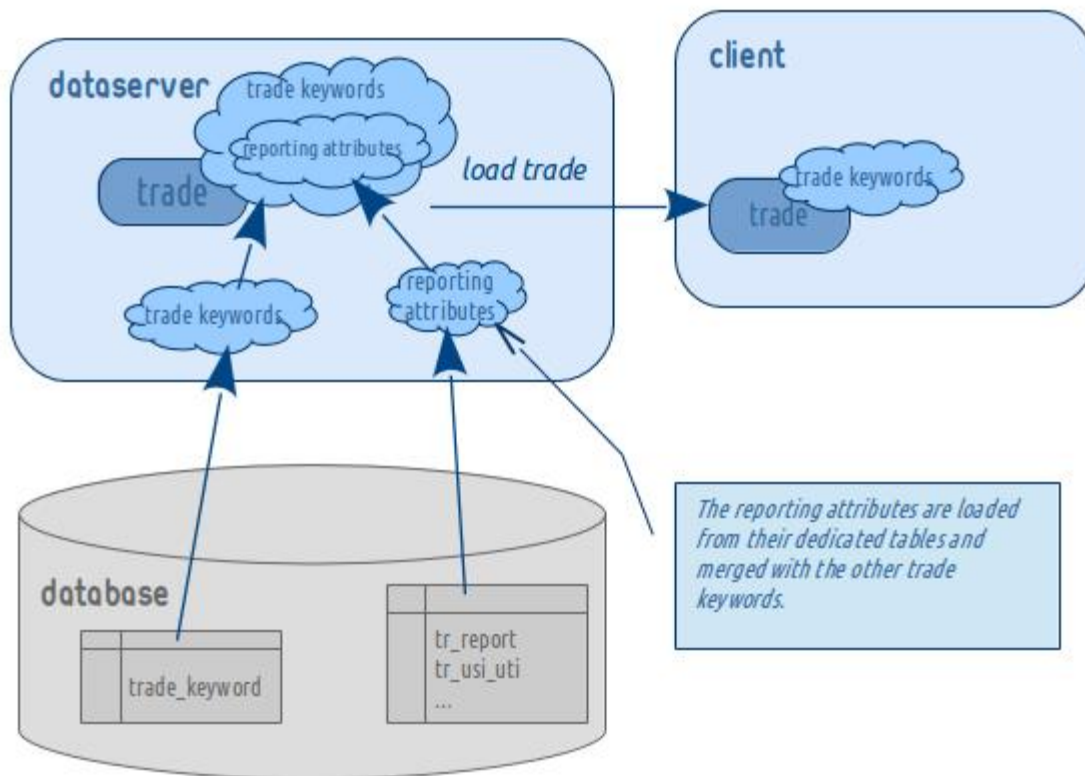 dataserver
trade keywords
reporting attributes
trade
load trade
client
trade keywords
trade
trade keywords
reporting
attributes
The reporting attributes are loaded
from their dedicated tables and
merged with the other trade
keywords.
database
trade_keyword
tr_report
tr_usi_uti
...